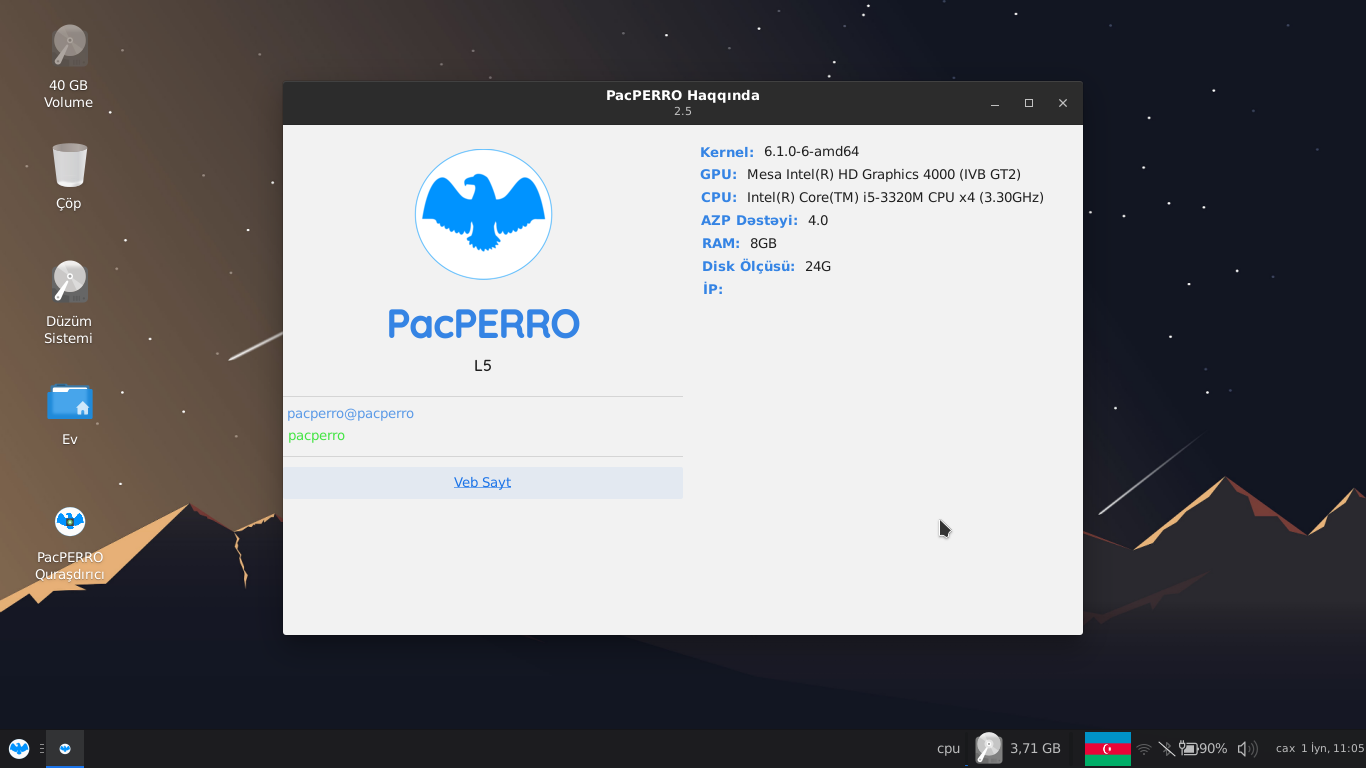 40 GB
Volume
Çöp
Düzüm
Sistemi
Ev
PacPERRO
Quraşdırıcı
PacPERRO Haqqında
2.5
PacPERRO
L5
pacperro@pacperro
pacperro
Veb Sayt
Kernel: 6.1.0-6-amd64
GPU: Mesa Intel(R) HD Graphics 4000 (IVB GT2)
CPU: Intel(R) Core(TM) i5-3320M CPU x4 (3.30GHz)
AZP Dəstəyi: 4.0
RAM: 8GB
Disk Ölçüsü: 24G
İP:
cpu 3,71 GB 90% cax 1 İyn, 11:05